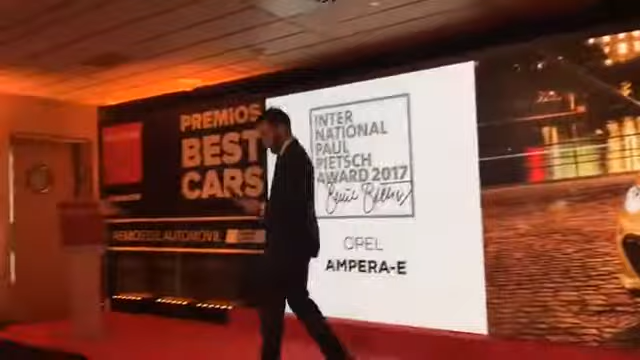 PREMIOS
BEST
CARS
INTER
NATIONAL
PAUL
PIETSCH
AWARD 2017
OPEL
AMPERA-E